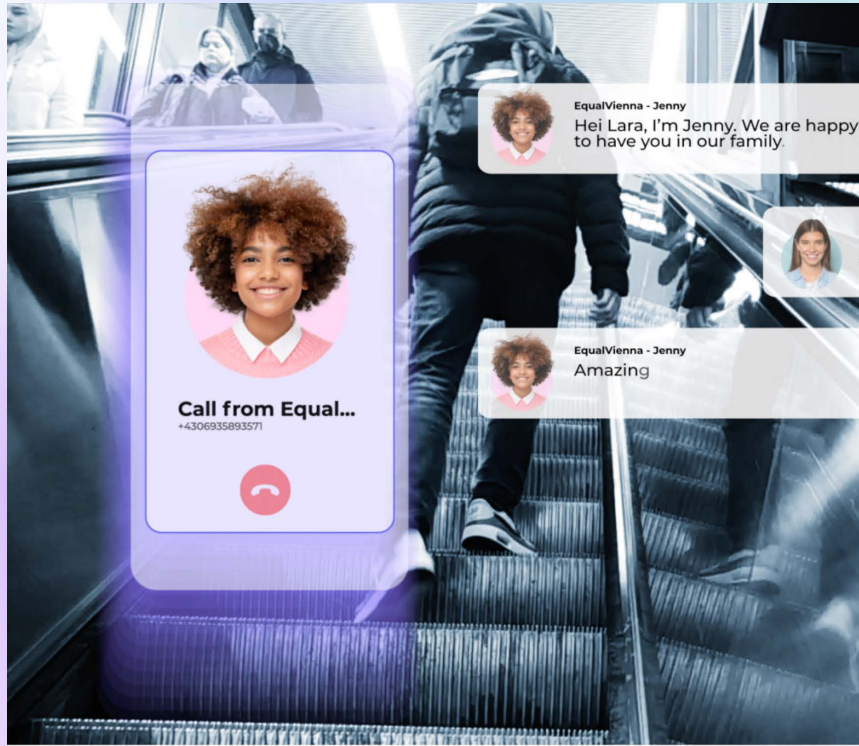 EqualVienna - Jenny
Hei Lara, I'm Jenny. We are happy
to have you in our family.
EqualVienna - Jenny
Amazing
Call from Equal...
+4306935893571